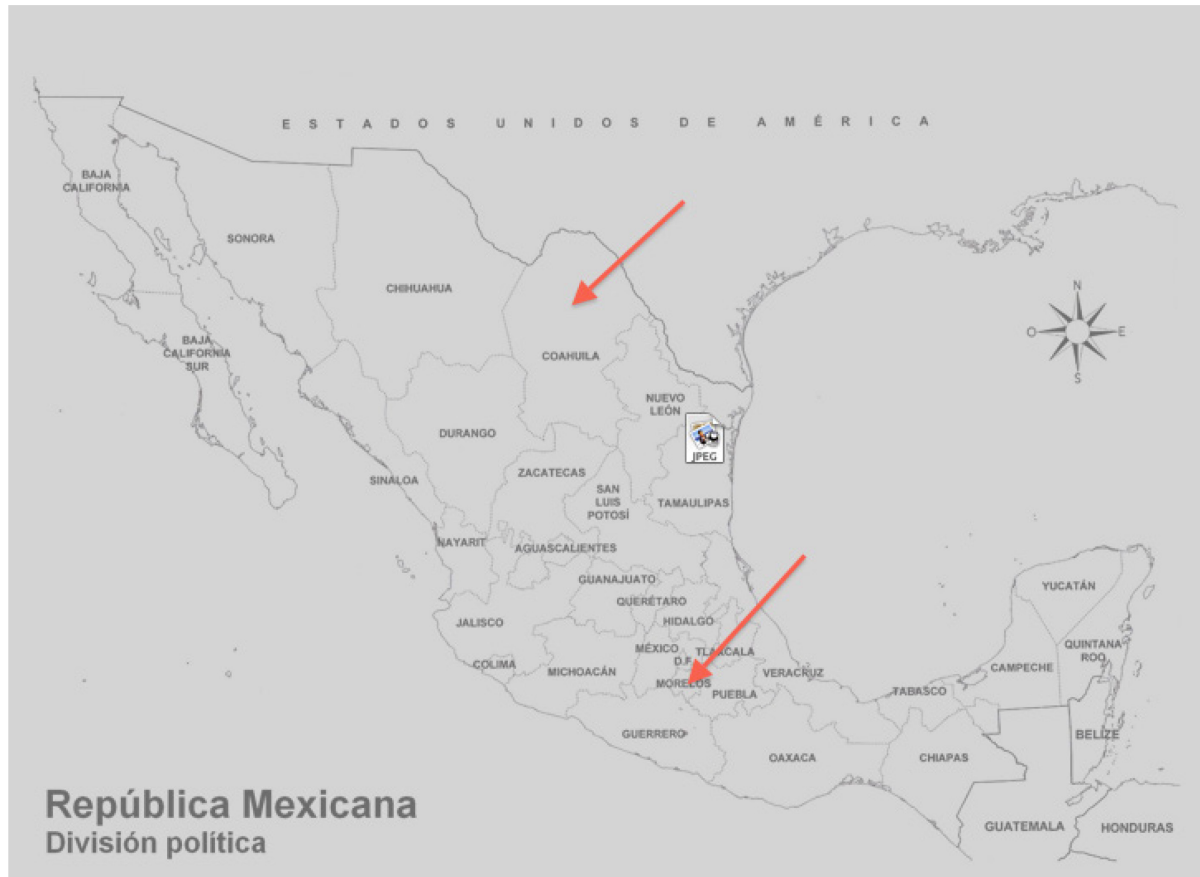 ESTADOS UNIDOS DE AMÉRICA
BAJA
CALIFORNIA
SONORA
CHIHUAHUA
COAHUILA
BAJA
CALIFORNIA
SUR
N
O
E
S
NUEVO
LEÓN
JPEG
DURANGO
ZACATECAS
SINALOA
SAN
LUIS
POTOSÍ
TAMAULIPAS
NAYARIT
AGUASCALIENTES
GUANAJUATO
QUERÉTARO
HIDALGO
JALISCO
MÉXICO
D.F.
TLAXCALA
COLIMA
MICHOACÁN
MORELOS
PUEBLA
VERACRUZ
YUCATÁN
QUINTANA
ROO
CAMPECHE
TABASCO
GUERRERO
OAXACA
CHIAPAS
BELIZE
GUATEMALA
HONDURAS
República Mexicana
División política